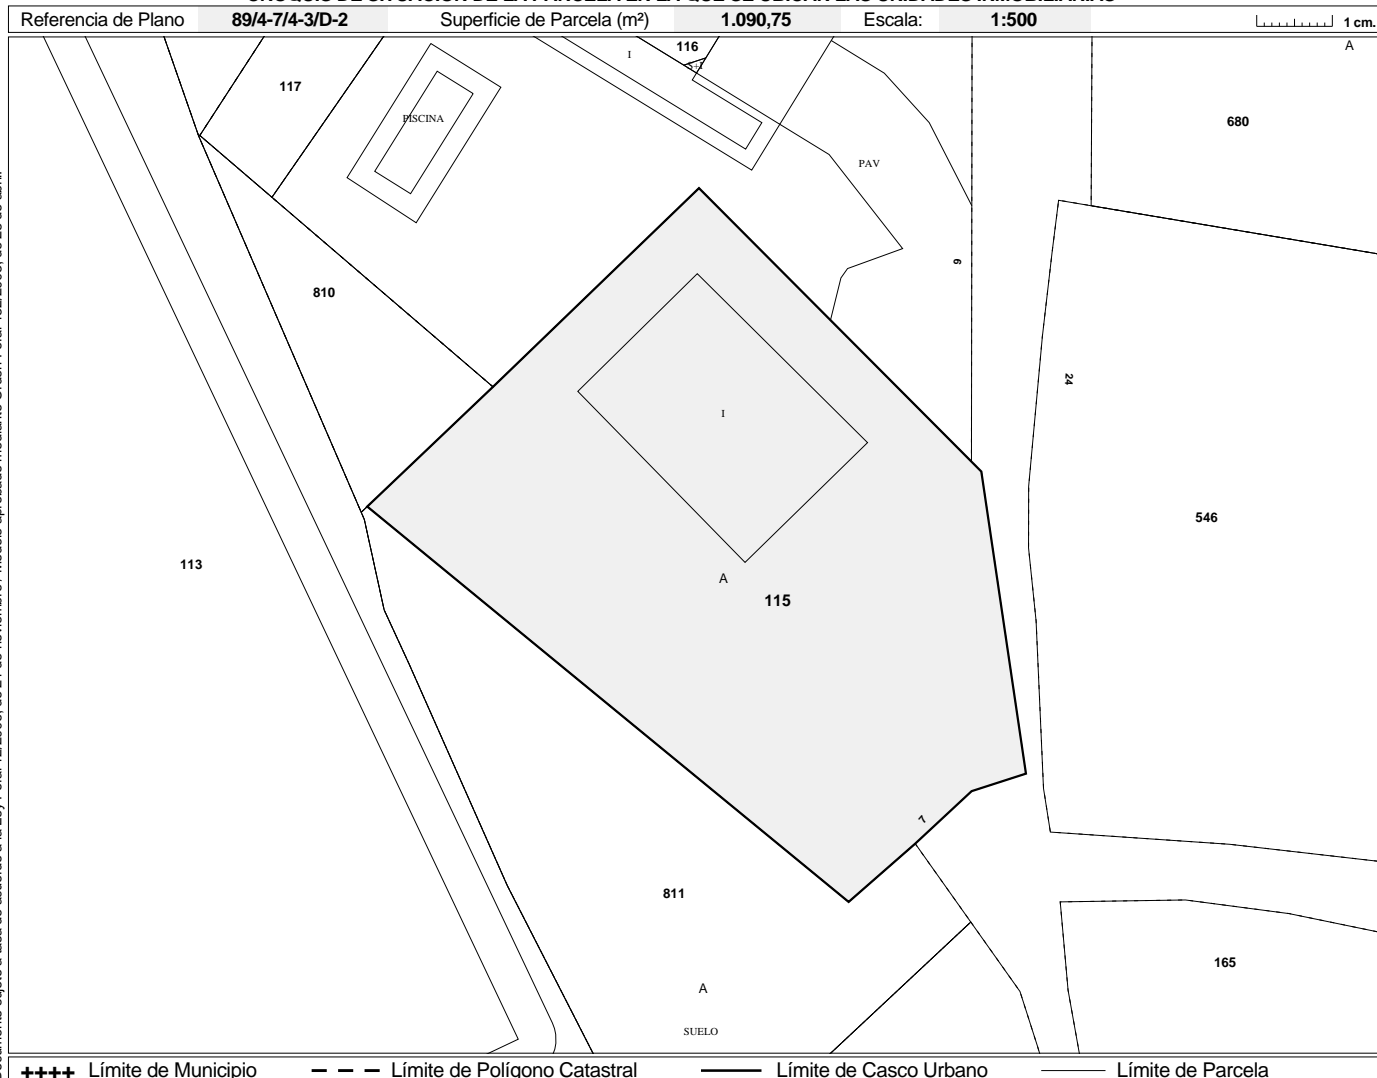 Referencia de Plano 89/4-7/4-3/D-2 Superficie de Parcela (m²) 1.090,75 Escala: 1:500 1 cm.
116
I
A
117
PISCINA
680
PAV
6
810
24
I
546
113
A
115
7
811
165
A
SUELO
++++ Límite de Municipio – – – Límite de Polígono Catastral —— Límite de Casco Urbano —— Límite de Parcela